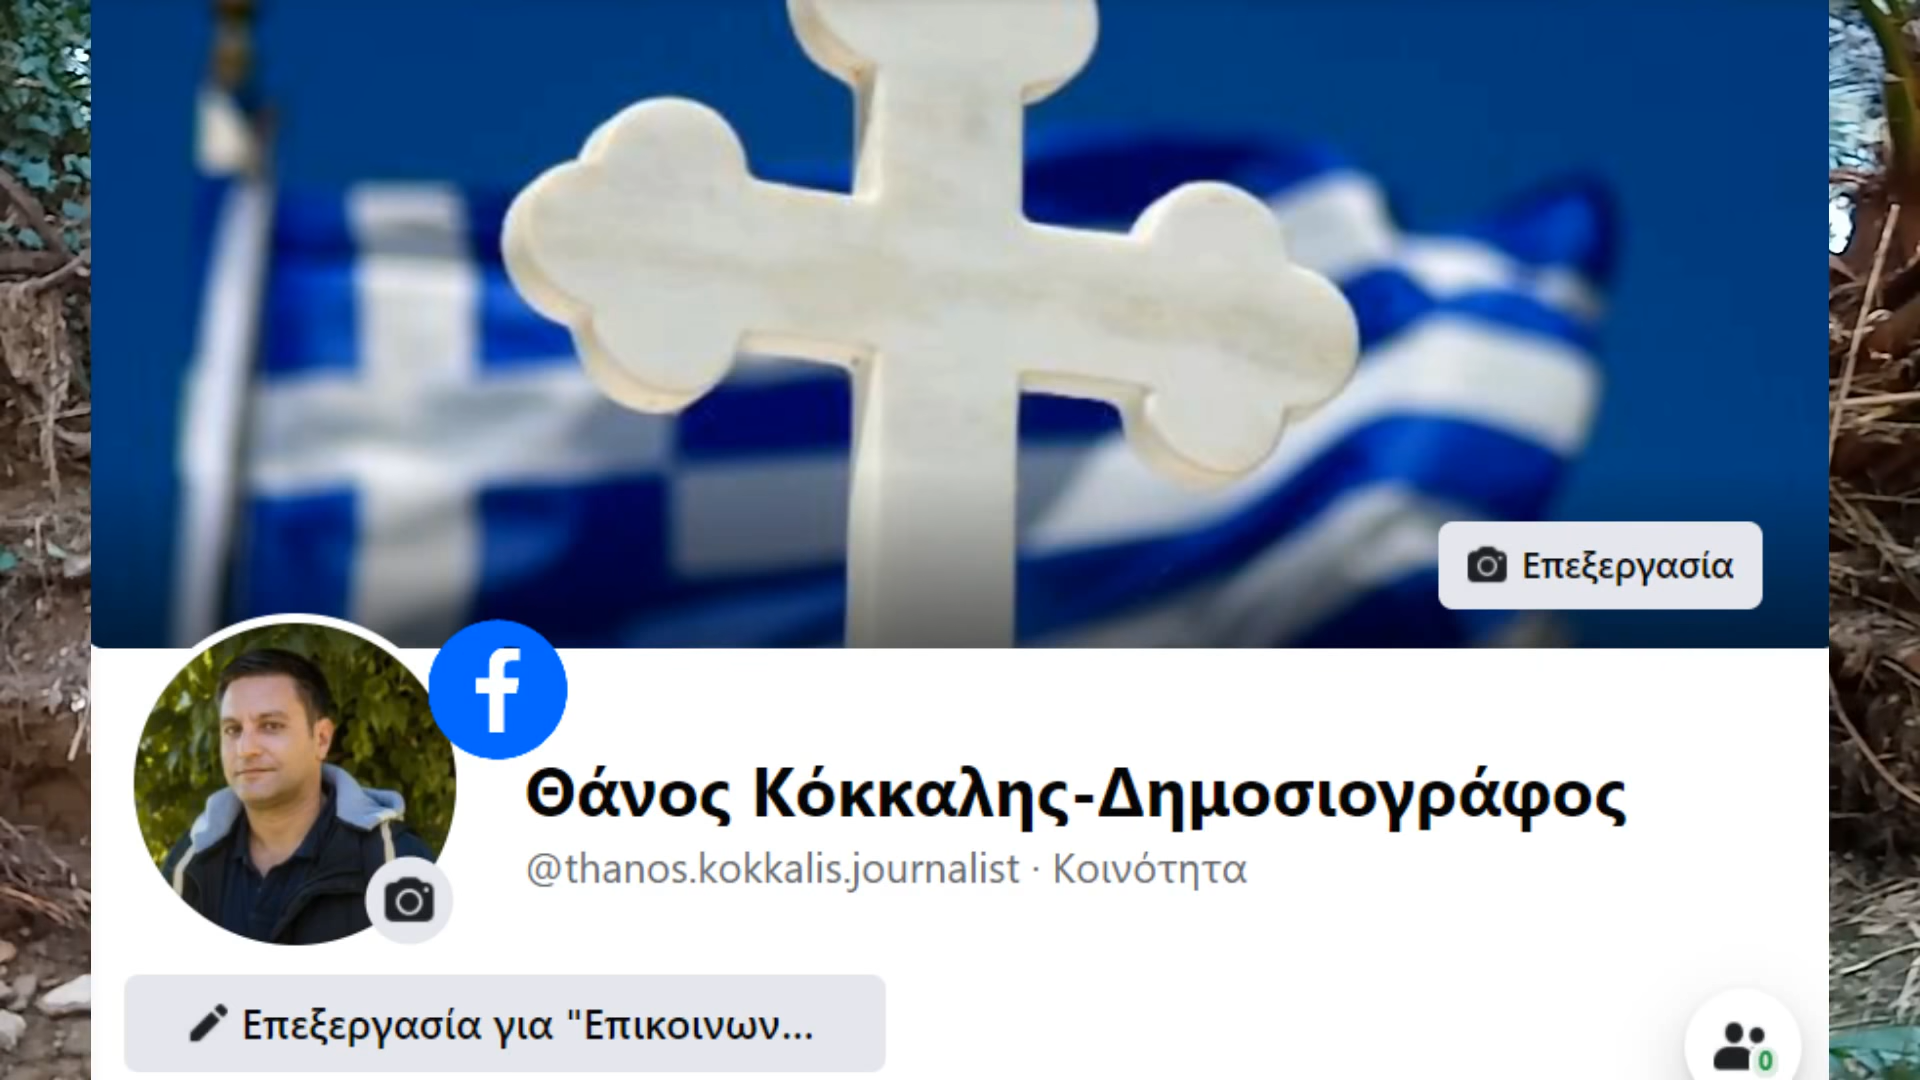 Επεξεργασία
f
Θάνος Κόκκαλης-Δημοσιογράφος
@thanos.kokkalis.journalist · Κοινότητα
Επεξεργασία για "Επικοινων...
0